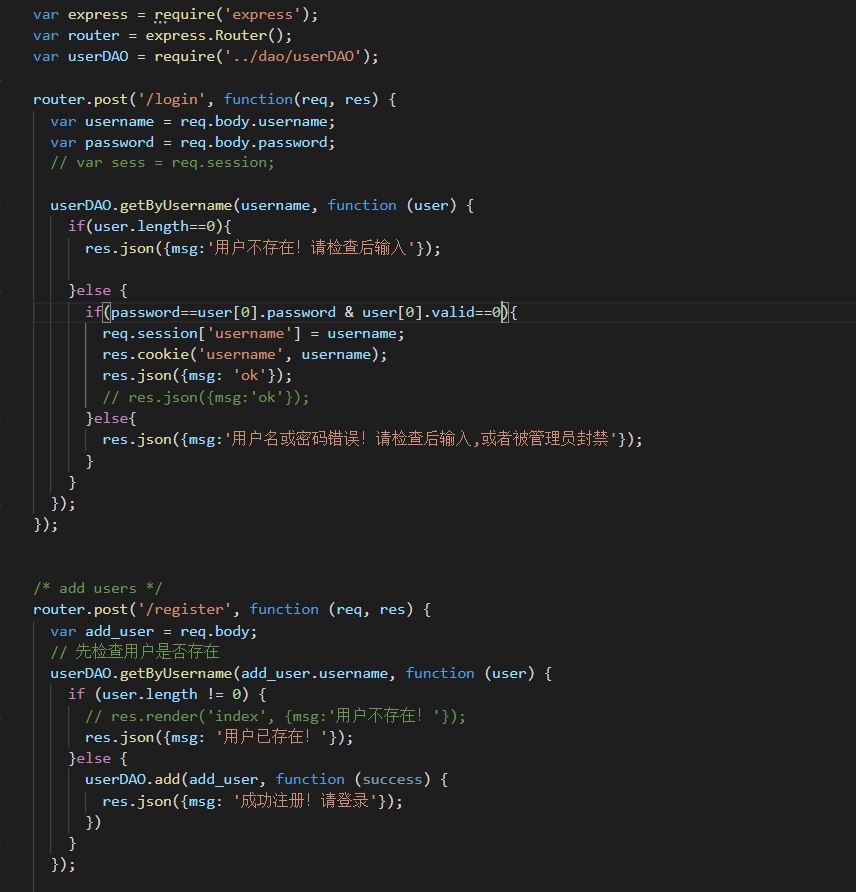 var express = require('express');
var router = express.Router();
var userDAO = require('../dao/userDAO');
router.post('/login', function(req, res) {
var username = req.body.username;
var password = req.body.password;
// var sess = req.session;
userDAO.getByUsername(username, function (user) {
if(user.length==0){
res.json({msg:'用户不存在！请检查后输入'});
}else {
if(password==user[0].password & user[0].valid==0){
req.session['username'] = username;
res.cookie('username', username);
res.json({msg: 'ok'});
// res.json({msg:'ok'});
}else{
res.json({msg:'用户名或密码错误！请检查后输入,或者被管理员封禁'});
}
}
});
});
/* add users */
router.post('/register', function (req, res) {
var add_user = req.body;
// 先检查用户是否存在
userDAO.getByUsername(add_user.username, function (user) {
if (user.length != 0) {
// res.render('index', {msg:'用户不存在！'});
res.json({msg: '用户已存在！'});
}else {
userDAO.add(add_user, function (success) {
res.json({msg: '成功注册！请登录'});
})
}
});